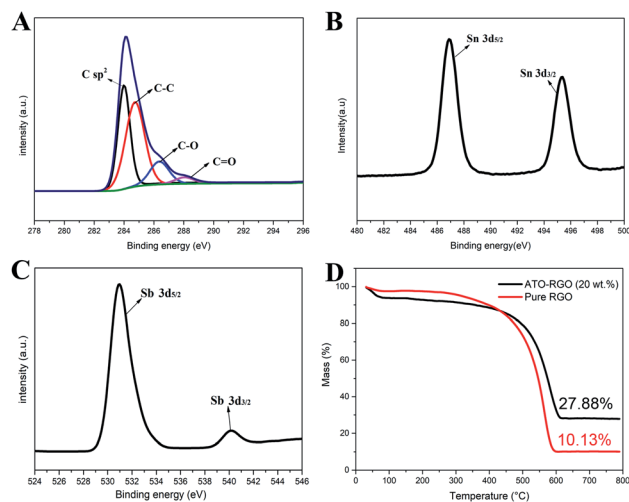 A
C sp2
C-C
C-O
C=O
intensity (a.u.)
278 280 282 284 286 288 290 292 294 296
Binding energy (eV)
B
Sn 3d5/2
Sn 3d3/2
Intensity(a.u)
480 482 484 486 488 490 492 494 496 498 500
Binding energy(eV)
C
Sb 3d5/2
Sb 3d3/2
intensity (a.u.)
524 526 528 530 532 534 536 538 540 542 544 546
Binding energy (eV)
D
ATO-RGO (20 wt.%)
Pure RGO
100
80
60
40
20
0
Mass (%)
27.88%
10.13%
0 100 200 300 400 500 600 700 800
Temperature (°C)